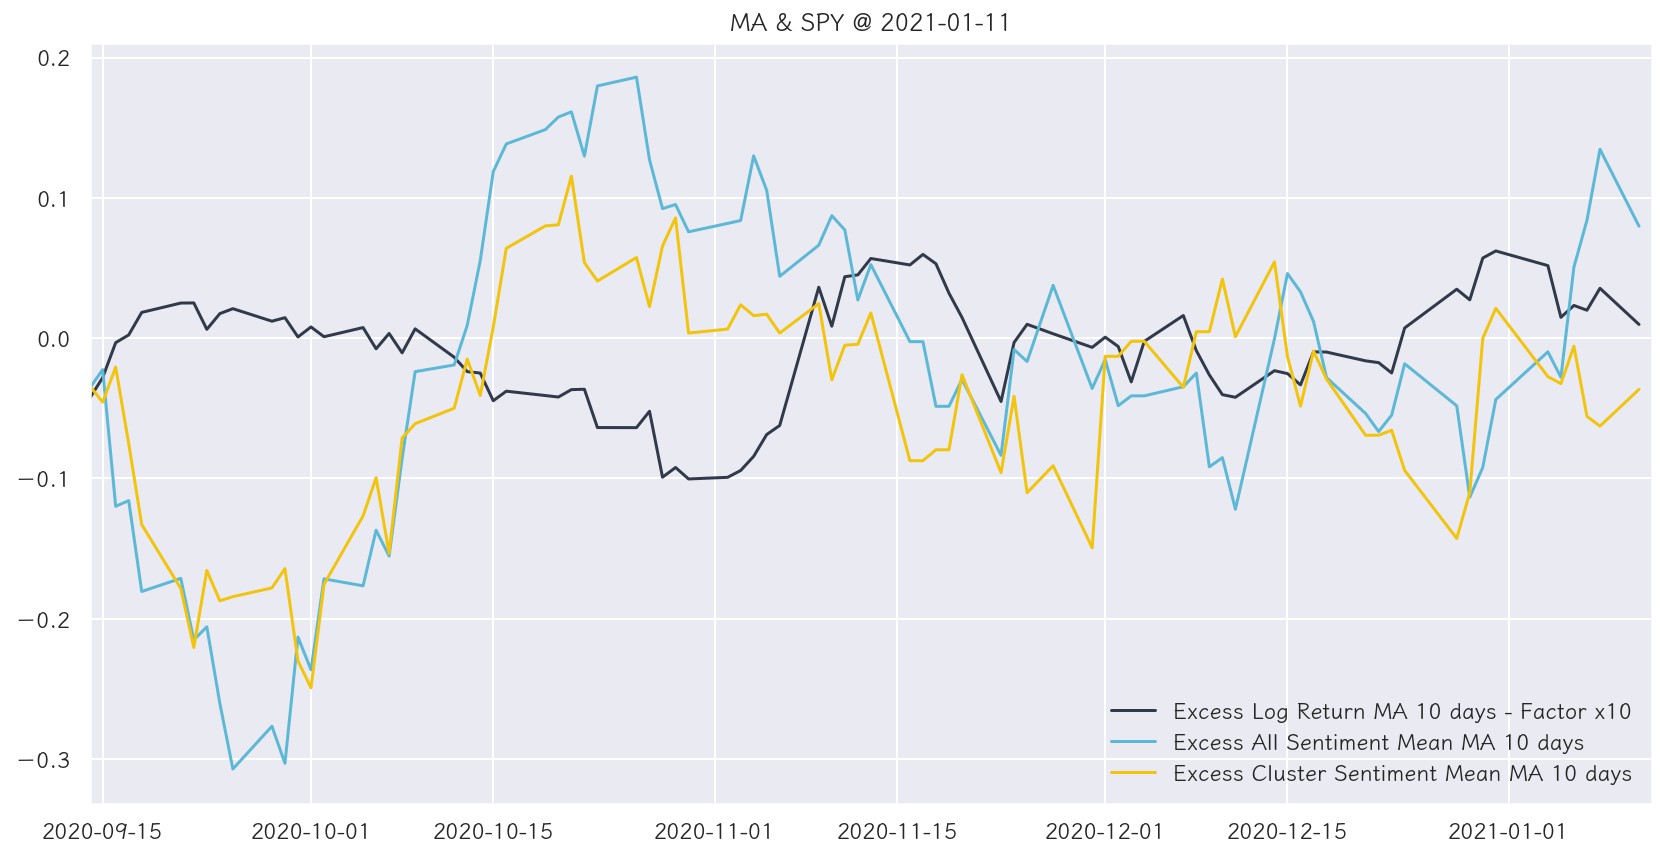 MA & SPY @ 2021-01-11
0.2
0.1
0.0
−0.1
−0.2
−0.3
Excess Log Return MA 10 days - Factor x10
Excess All Sentiment Mean MA 10 days
Excess Cluster Sentiment Mean MA 10 days
2020-09-15 2020-10-01 2020-10-15 2020-11-01 2020-11-15 2020-12-01 2020-12-15 2021-01-01